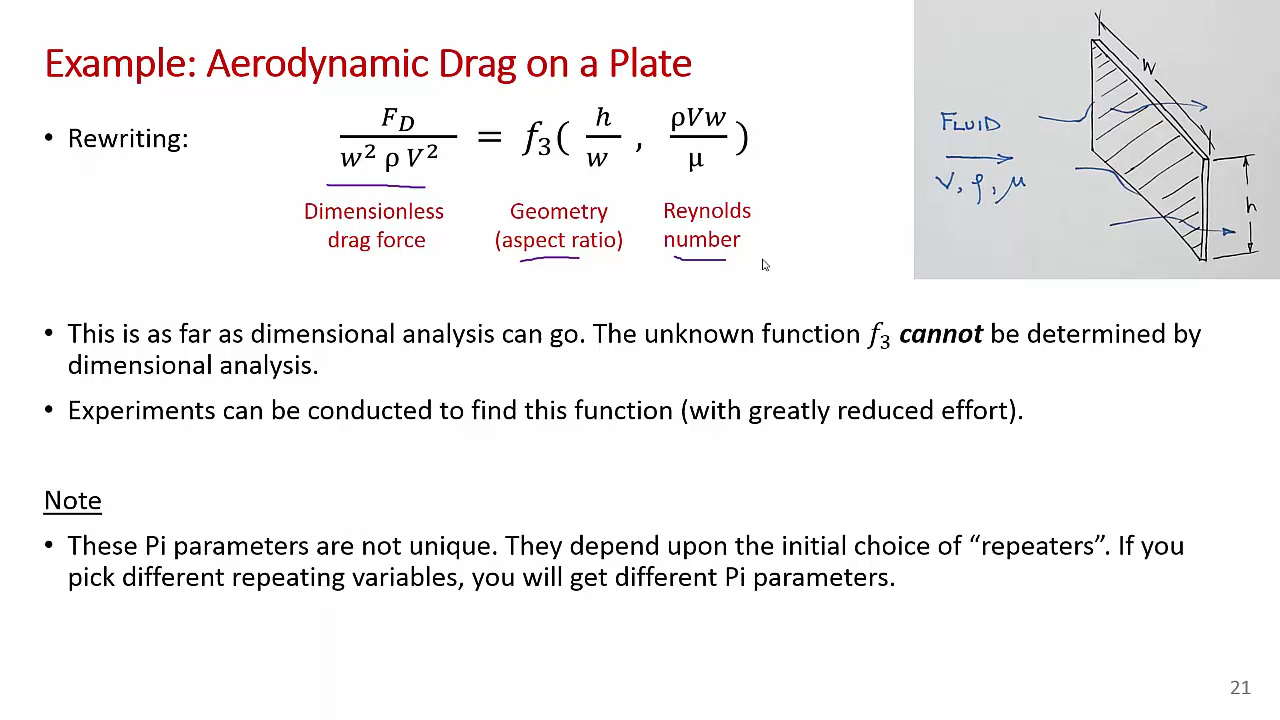 Example: Aerodynamic Drag on a Plate
• Rewriting:
F_D / (w² ρ V²) = f₃( h/w , ρVw/μ )
Dimensionless drag force
Geometry (aspect ratio)
Reynolds number
W
FLUID
V, ρ, μ
h
• This is as far as dimensional analysis can go. The unknown function f₃ cannot be determined by
dimensional analysis.
• Experiments can be conducted to find this function (with greatly reduced effort).
Note
• These Pi parameters are not unique. They depend upon the initial choice of “repeaters”. If you
pick different repeating variables, you will get different Pi parameters.
21